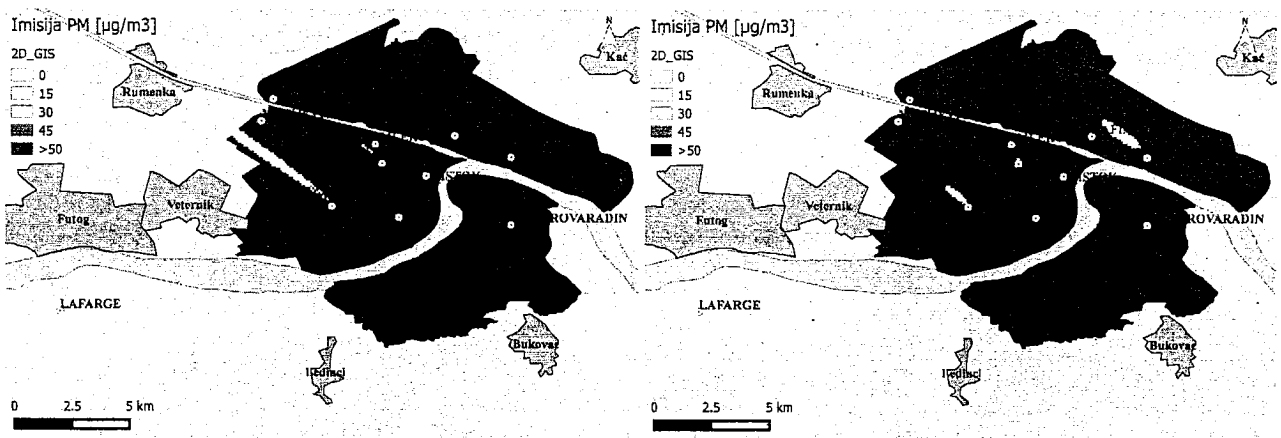 Imisija PM [µg/m3]
2D_GIS
0
15
30
45
>50
N
Kać
Rumenka
Futog
Veternik
ROVARADIN
LAFARGE
Bukovac
Ledinci
0 2.5 5 km
Imisija PM [µg/m3]
2D_GIS
0
15
30
45
>50
N
Kać
Rumenka
Futog
Veternik
ROVARADIN
LAFARGE
Bukovac
Ledinci
0 2.5 5 km